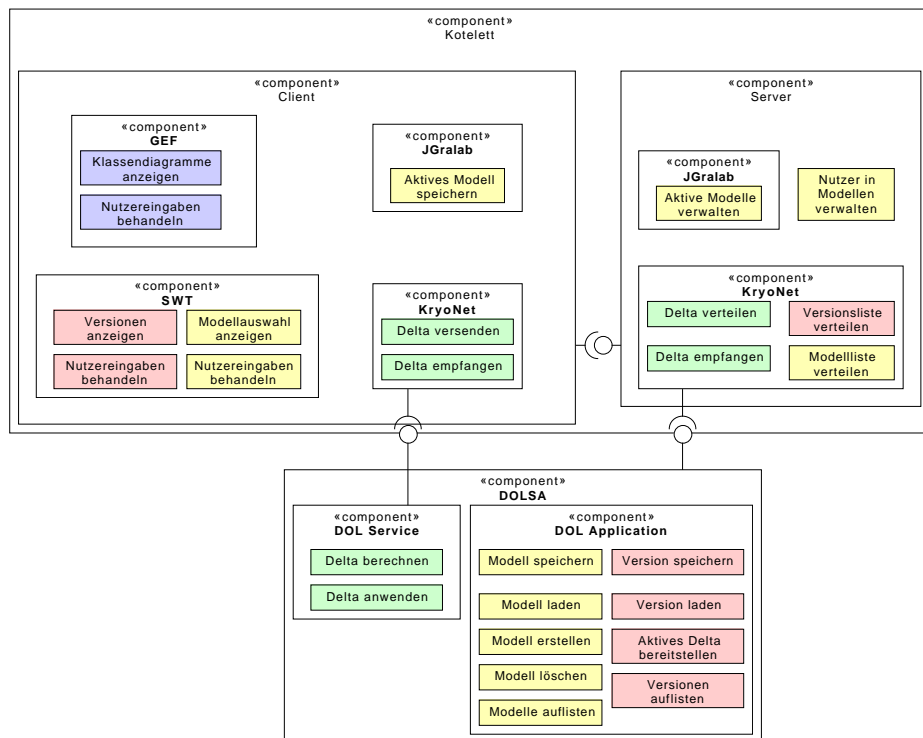 «component»
Kotelett
«component»
Client
«component»
GEF
Klassendiagramme
anzeigen
Nutzereingaben
behandeln
«component»
JGralab
Aktives Modell
speichern
«component»
SWT
Versionen
anzeigen
Modellauswahl
anzeigen
Nutzereingaben
behandeln
Nutzereingaben
behandeln
«component»
KryoNet
Delta versenden
Delta empfangen
«component»
Server
«component»
JGralab
Aktive Modelle
verwalten
Nutzer in
Modellen
verwalten
«component»
KryoNet
Delta verteilen
Versionsliste
verteilen
Delta empfangen
Modellliste
verteilen
«component»
DOLSA
«component»
DOL Service
Delta berechnen
Delta anwenden
«component»
DOL Application
Modell speichern
Version speichern
Modell laden
Version laden
Modell erstellen
Aktives Delta
bereitstellen
Modell löschen
Versionen
auflisten
Modelle auflisten